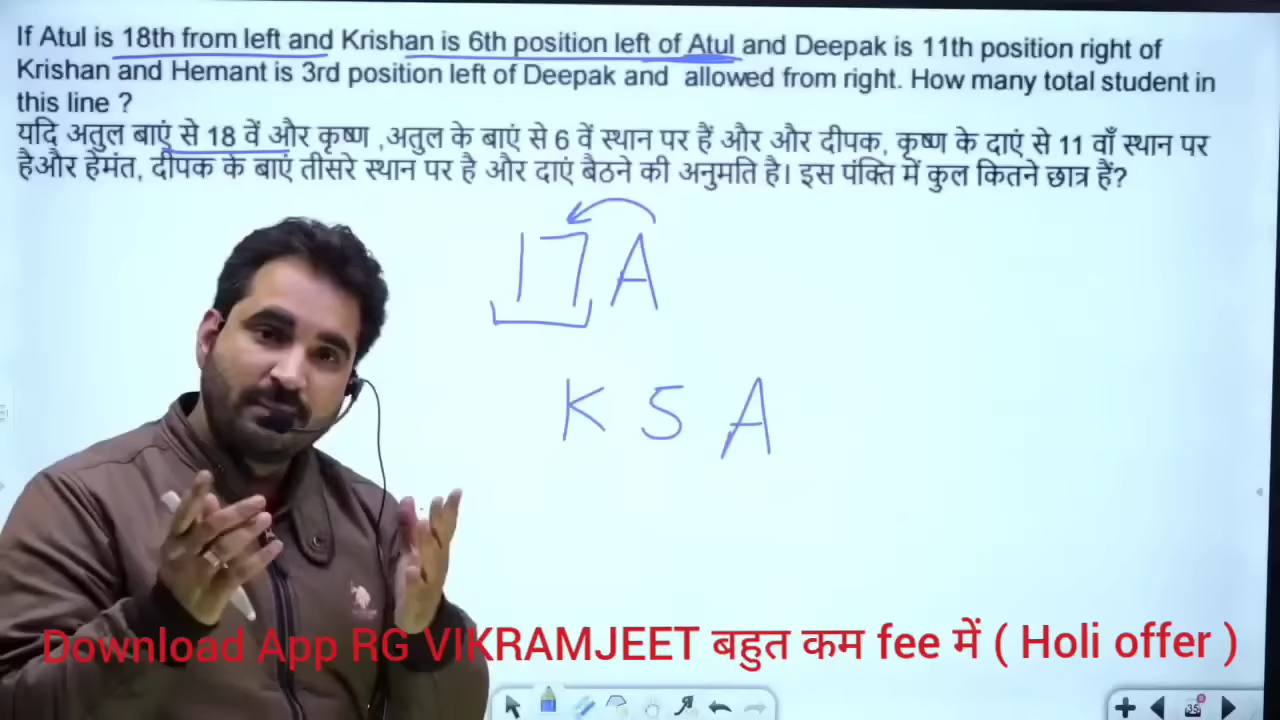 If Atul is 18th from left and Krishan is 6th position left of Atul and Deepak is 11th position right of
Krishan and Hemant is 3rd position left of Deepak and allowed from right. How many total student in
this line ?
यदि अतुल बाएं से 18 वें और कृष्ण ,अतुल के बाएं से 6 वें स्थान पर हैं और और दीपक, कृष्ण के दाएं से 11 वाँ स्थान पर
हैऔर हेमंत, दीपक के बाएं तीसरे स्थान पर है और दाएं बैठने की अनुमति है। इस पंक्ति में कुल कितने छात्र हैं?
17 A
K 5 A
Download App RG VIKRAMJEET बहुत कम fee में ( Holi offer )
35